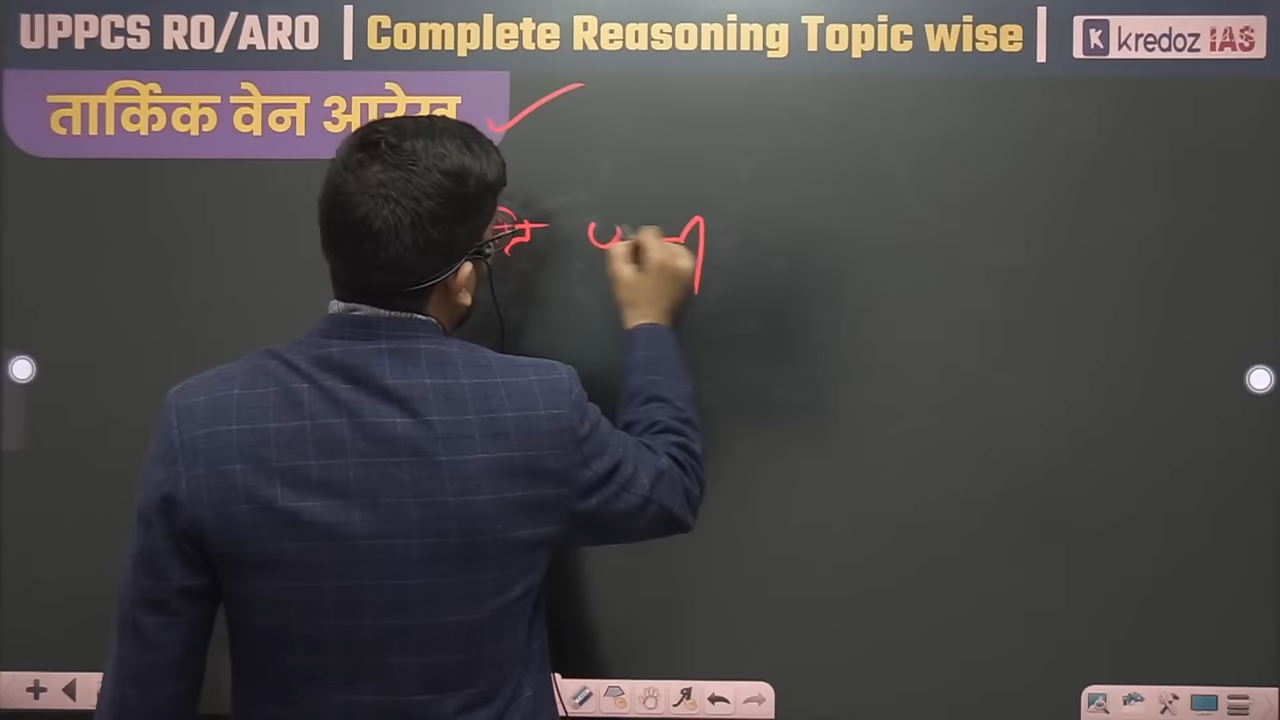 UPPCS RO/ARO | Complete Reasoning Topic wise | K kredoz IAS
तार्किक वेन आरेख